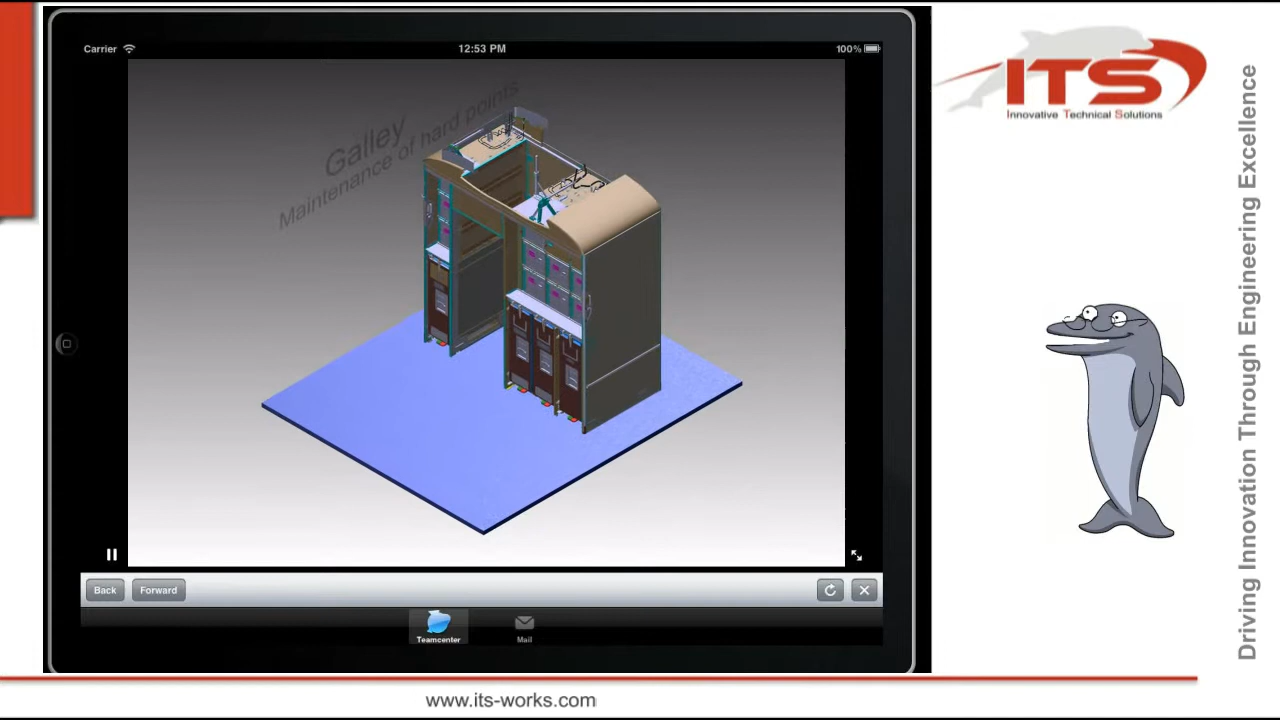 Carrier
12:53 PM
100%
Galley
Maintenance of hard points
Back
Forward
Teamcenter
Mail
ITS
Innovative Technical Solutions
Driving Innovation Through Engineering Excellence
www.its-works.com